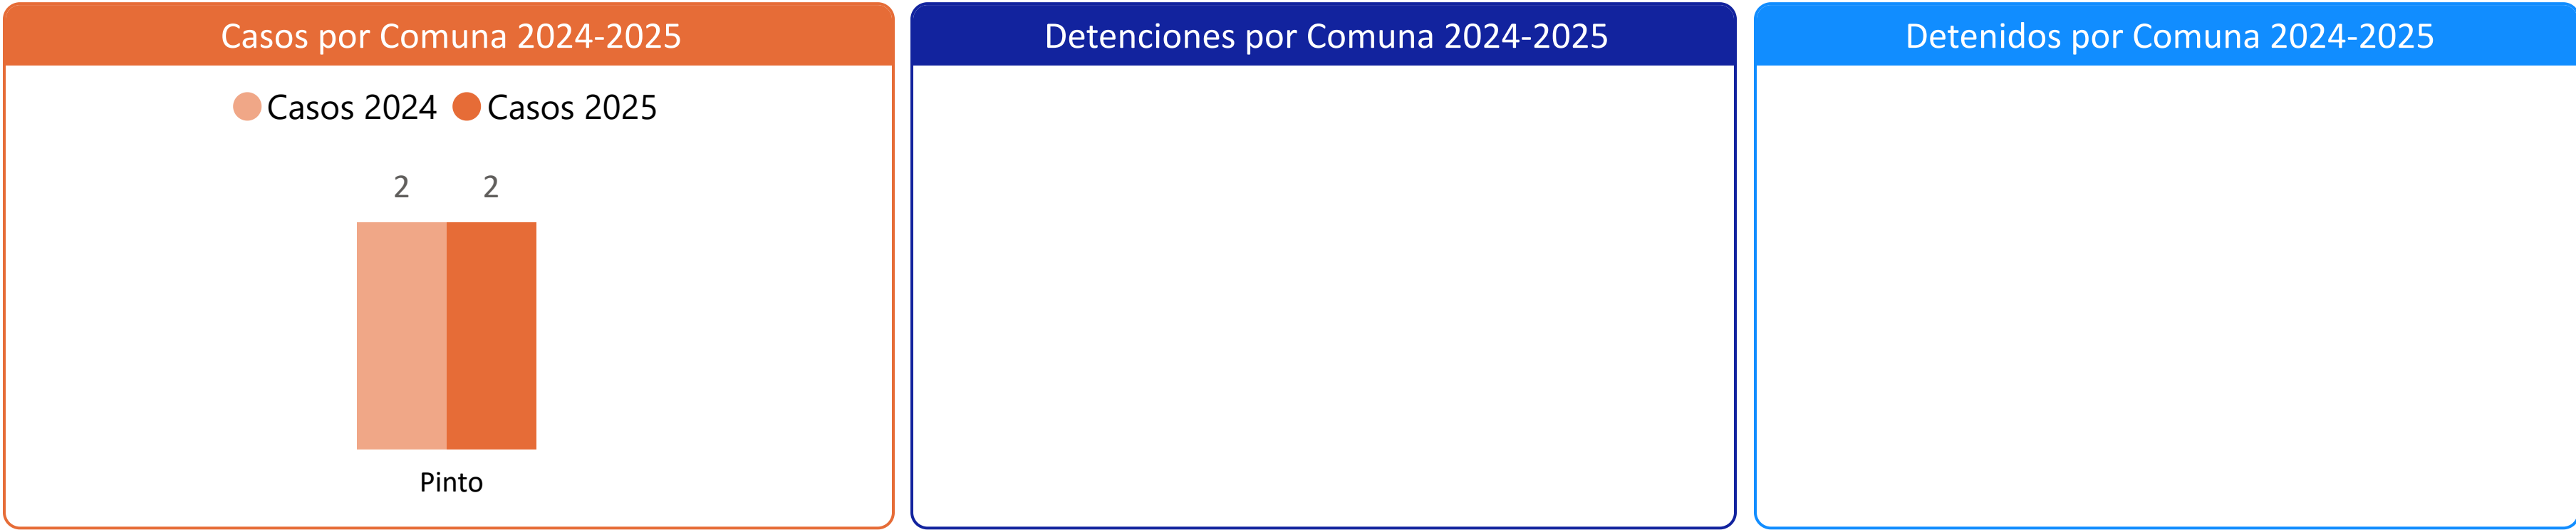 Casos por Comuna 2024-2025
Casos 2024 Casos 2025
2 2
Pinto
Detenciones por Comuna 2024-2025
Detenidos por Comuna 2024-2025